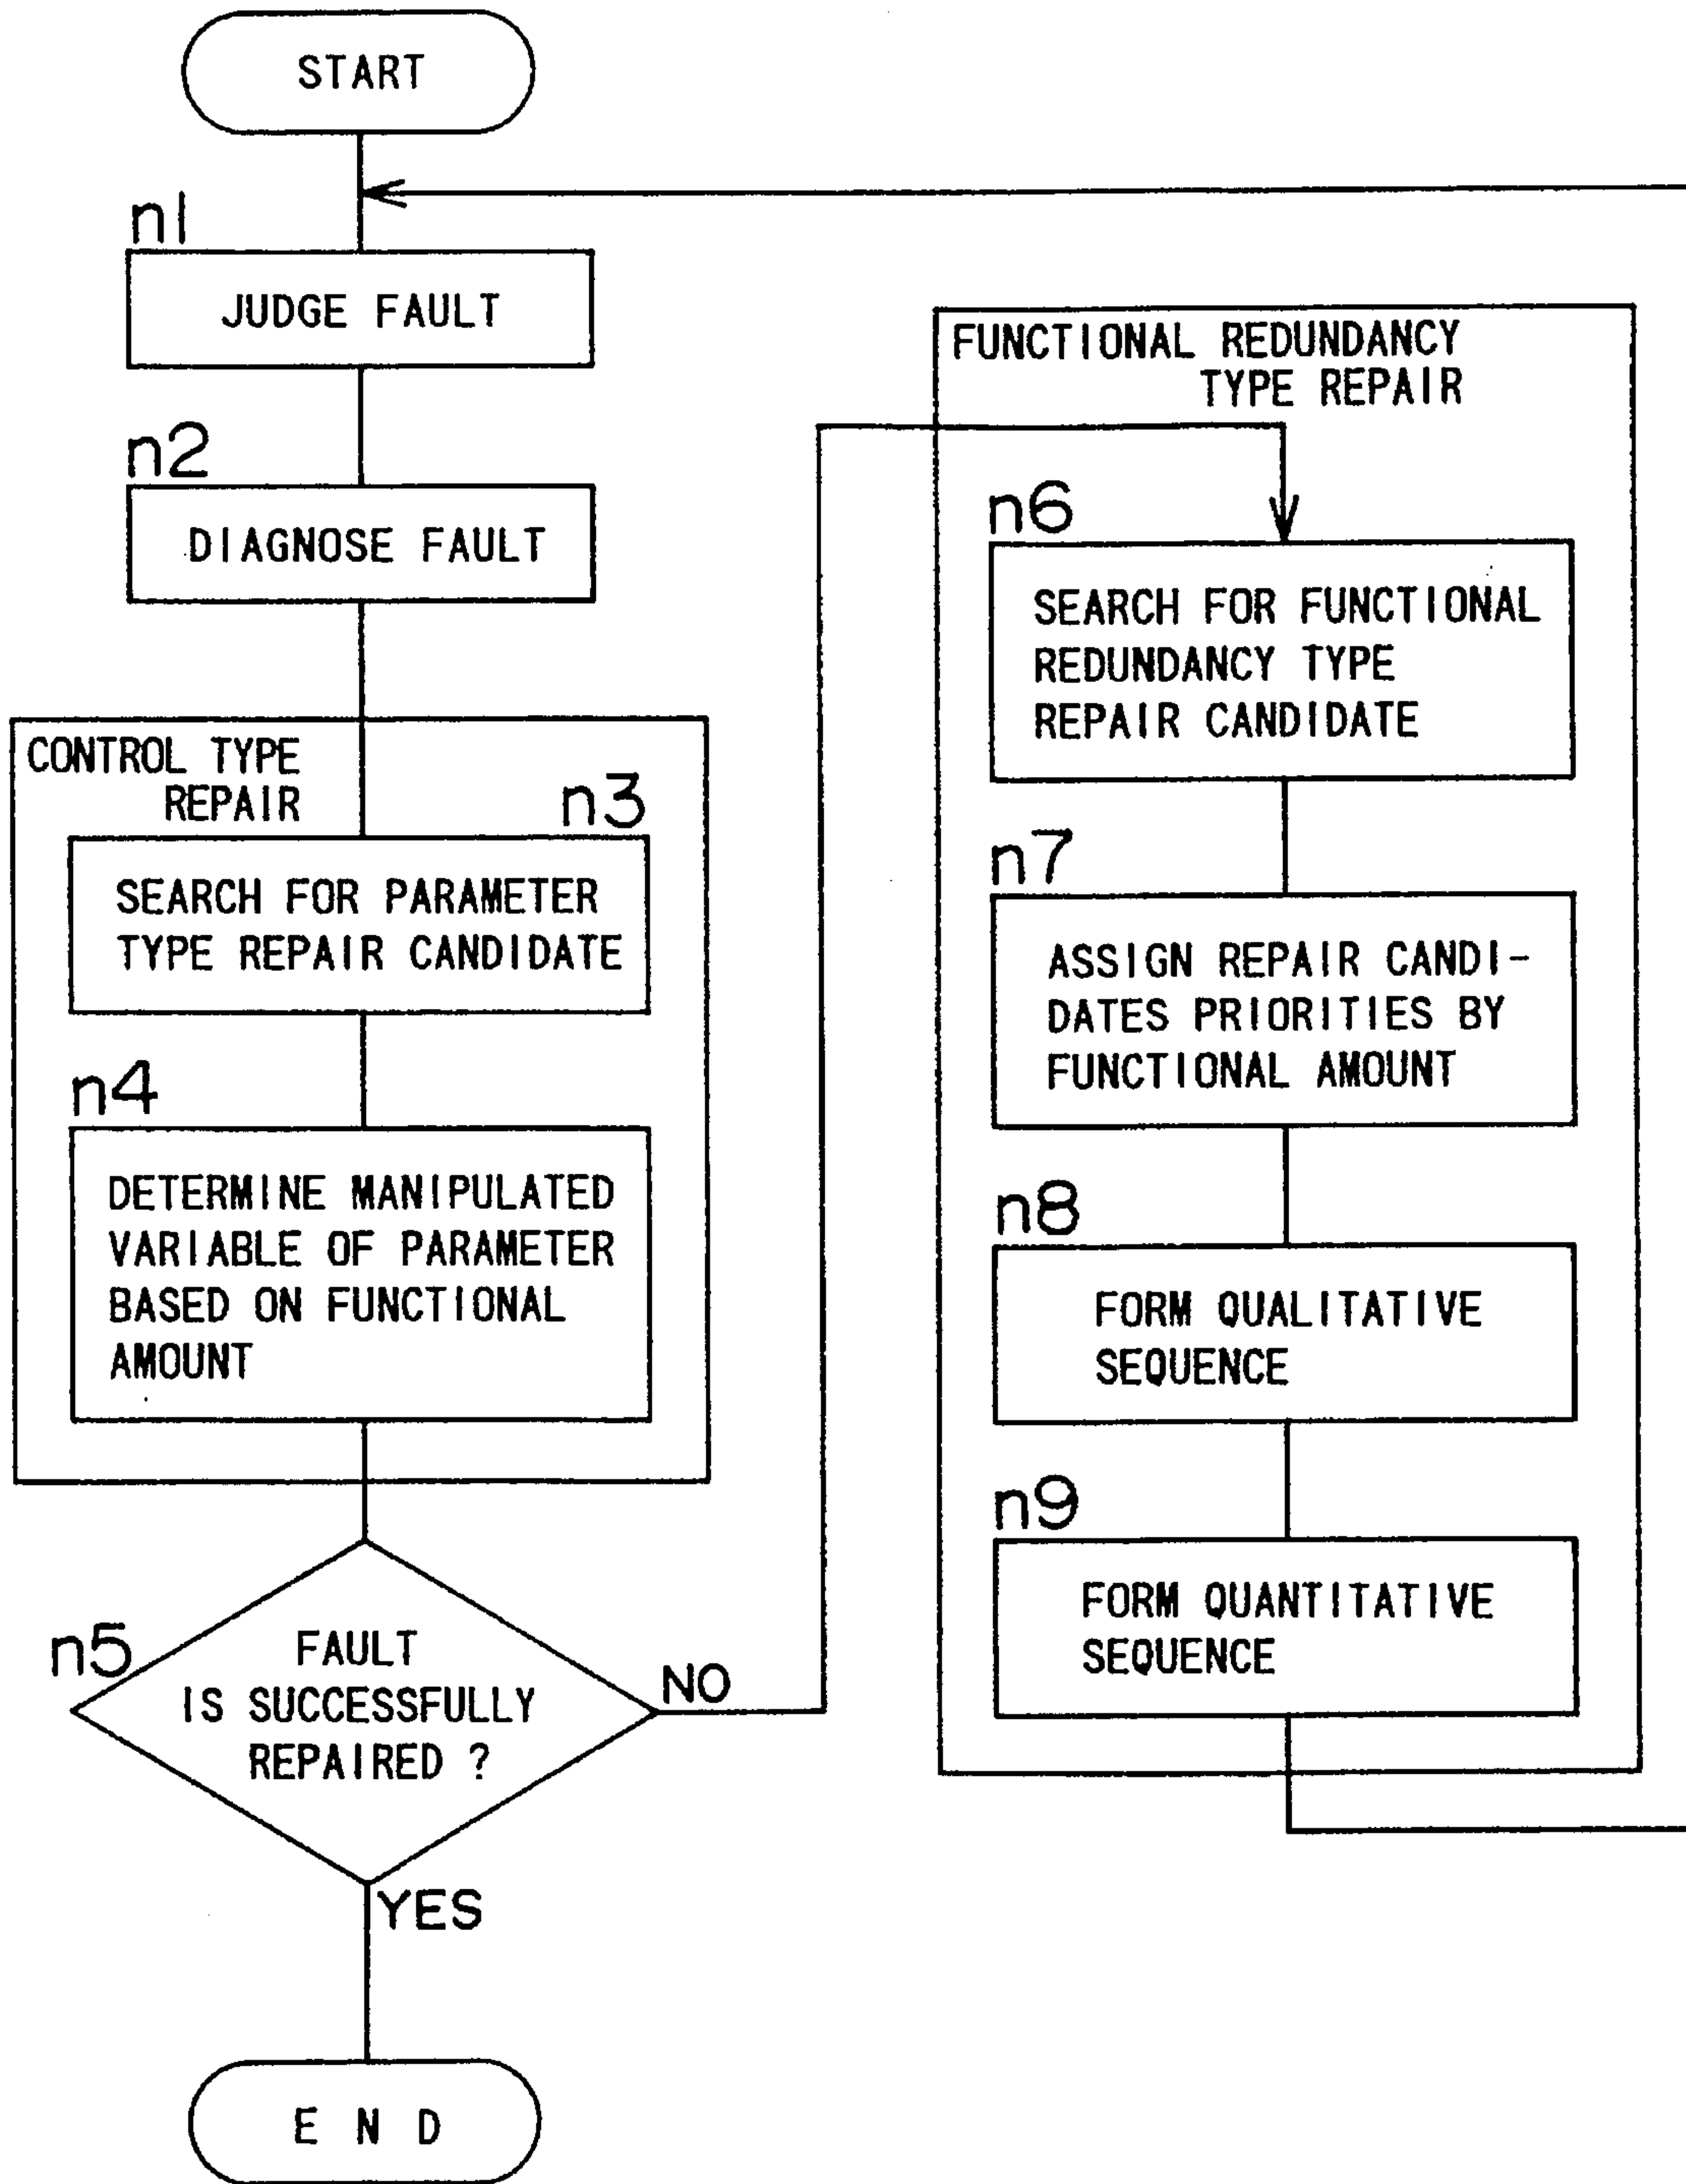 START
n1
JUDGE FAULT
n2
DIAGNOSE FAULT
CONTROL TYPE
REPAIR
n3
SEARCH FOR PARAMETER
TYPE REPAIR CANDIDATE
n4
DETERMINE MANIPULATED
VARIABLE OF PARAMETER
BASED ON FUNCTIONAL
AMOUNT
n5
FAULT
IS SUCCESSFULLY
REPAIRED ?
NO
YES
END
FUNCTIONAL REDUNDANCY
TYPE REPAIR
n6
SEARCH FOR FUNCTIONAL
REDUNDANCY TYPE
REPAIR CANDIDATE
n7
ASSIGN REPAIR CANDI-
DATES PRIORITIES BY
FUNCTIONAL AMOUNT
n8
FORM QUALITATIVE
SEQUENCE
n9
FORM QUANTITATIVE
SEQUENCE